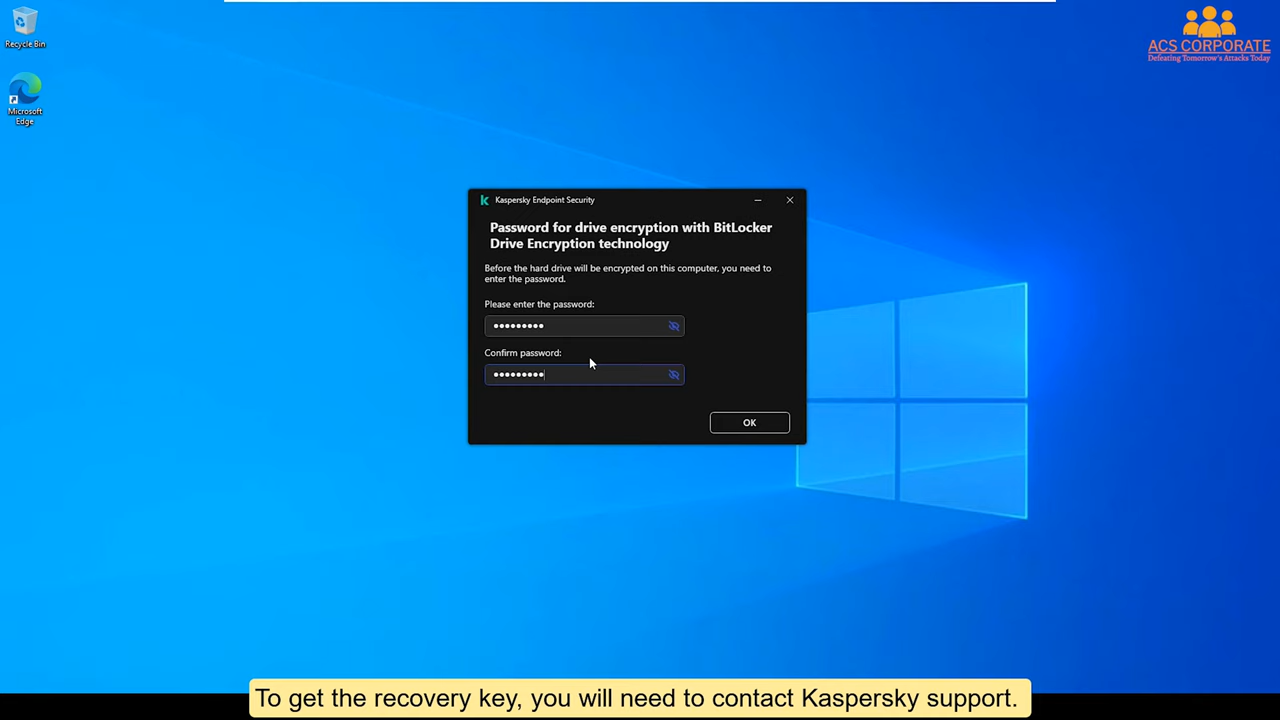 Recycle Bin
Microsoft
Edge
ACS CORPORATE
Defeating Tomorrow's Attacks Today
Kaspersky Endpoint Security
Password for drive encryption with BitLocker
Drive Encryption technology
Before the hard drive will be encrypted on this computer, you need to
enter the password.
Please enter the password:
•••••••••
Confirm password:
•••••••••
OK
To get the recovery key, you will need to contact Kaspersky support.